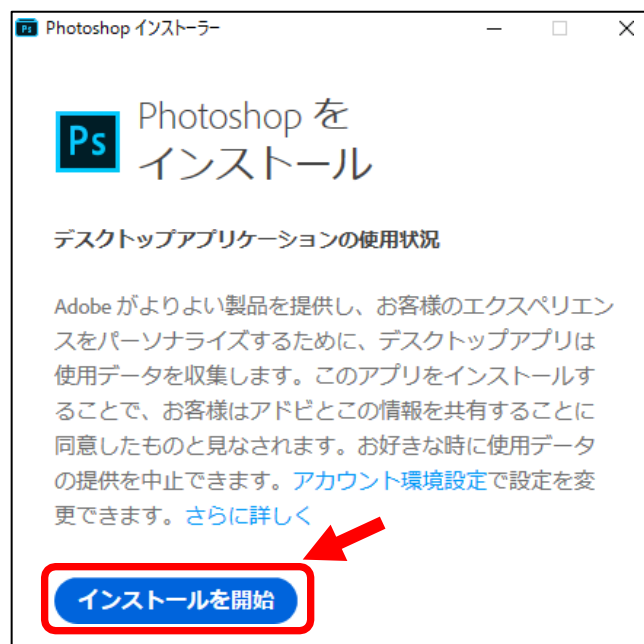 Ps Photoshop インストーラー
Ps
Photoshop を
インストール
デスクトップアプリケーションの使用状況
Adobe がよりよい製品を提供し、お客様のエクスペリエン
スをパーソナライズするために、デスクトップアプリは
使用データを収集します。このアプリをインストールす
ることで、お客様はアドビとこの情報を共有することに
同意したものと見なされます。お好きな時に使用データ
の提供を中止できます。アカウント環境設定で設定を変
更できます。さらに詳しく
インストールを開始